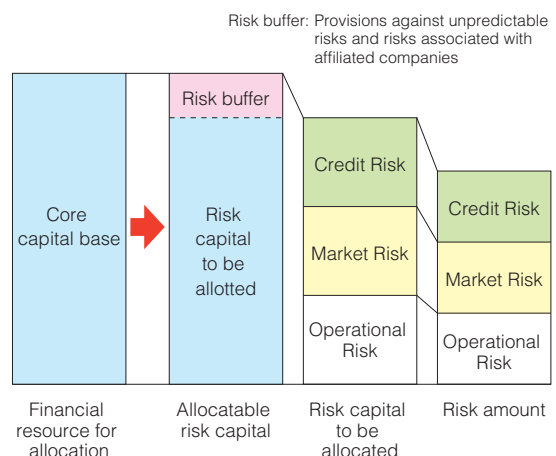 Risk buffer: Provisions against unpredictable
risks and risks associated with
affiliated companies
Risk buffer
Core
capital base
Risk
capital
to be
allotted
Credit Risk
Market Risk
Operational
Risk
Credit Risk
Market Risk
Operational
Risk
Financial
resource for
allocation
Allocatable
risk capital
Risk capital
to be
allocated
Risk amount